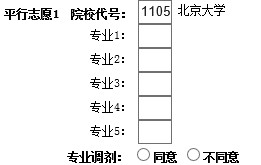 平行志愿1 院校代号： 1105 北京大学
专业1：
专业2：
专业3：
专业4：
专业5：
专业调剂： 同意 不同意